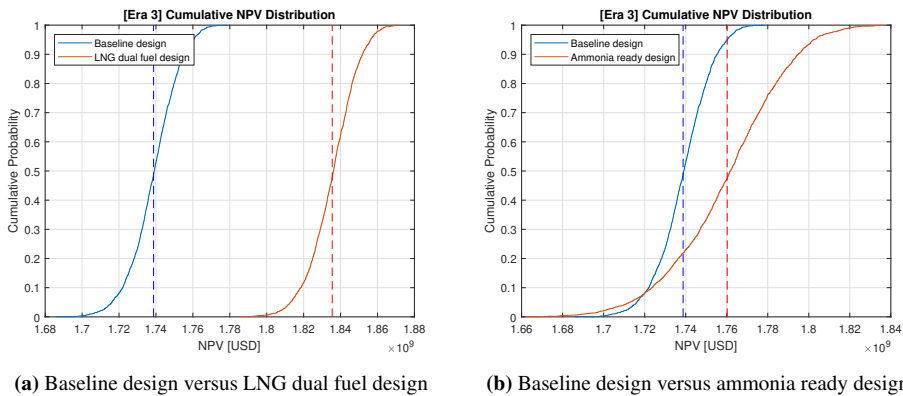 [Era 3] Cumulative NPV Distribution
1
0.9
0.8
0.7
0.6
0.5
0.4
0.3
0.2
0.1
0
Cumulative Probability
Baseline design
LNG dual fuel design
1.68 1.7 1.72 1.74 1.76 1.78 1.8 1.82 1.84 1.86 1.88
NPV [USD]
×10⁹
(a) Baseline design versus LNG dual fuel design
[Era 3] Cumulative NPV Distribution
1
0.9
0.8
0.7
0.6
0.5
0.4
0.3
0.2
0.1
0
Cumulative Probability
Baseline design
Ammonia ready design
1.66 1.68 1.7 1.72 1.74 1.76 1.78 1.8 1.82 1.84
NPV [USD]
×10⁹
(b) Baseline design versus ammonia ready design